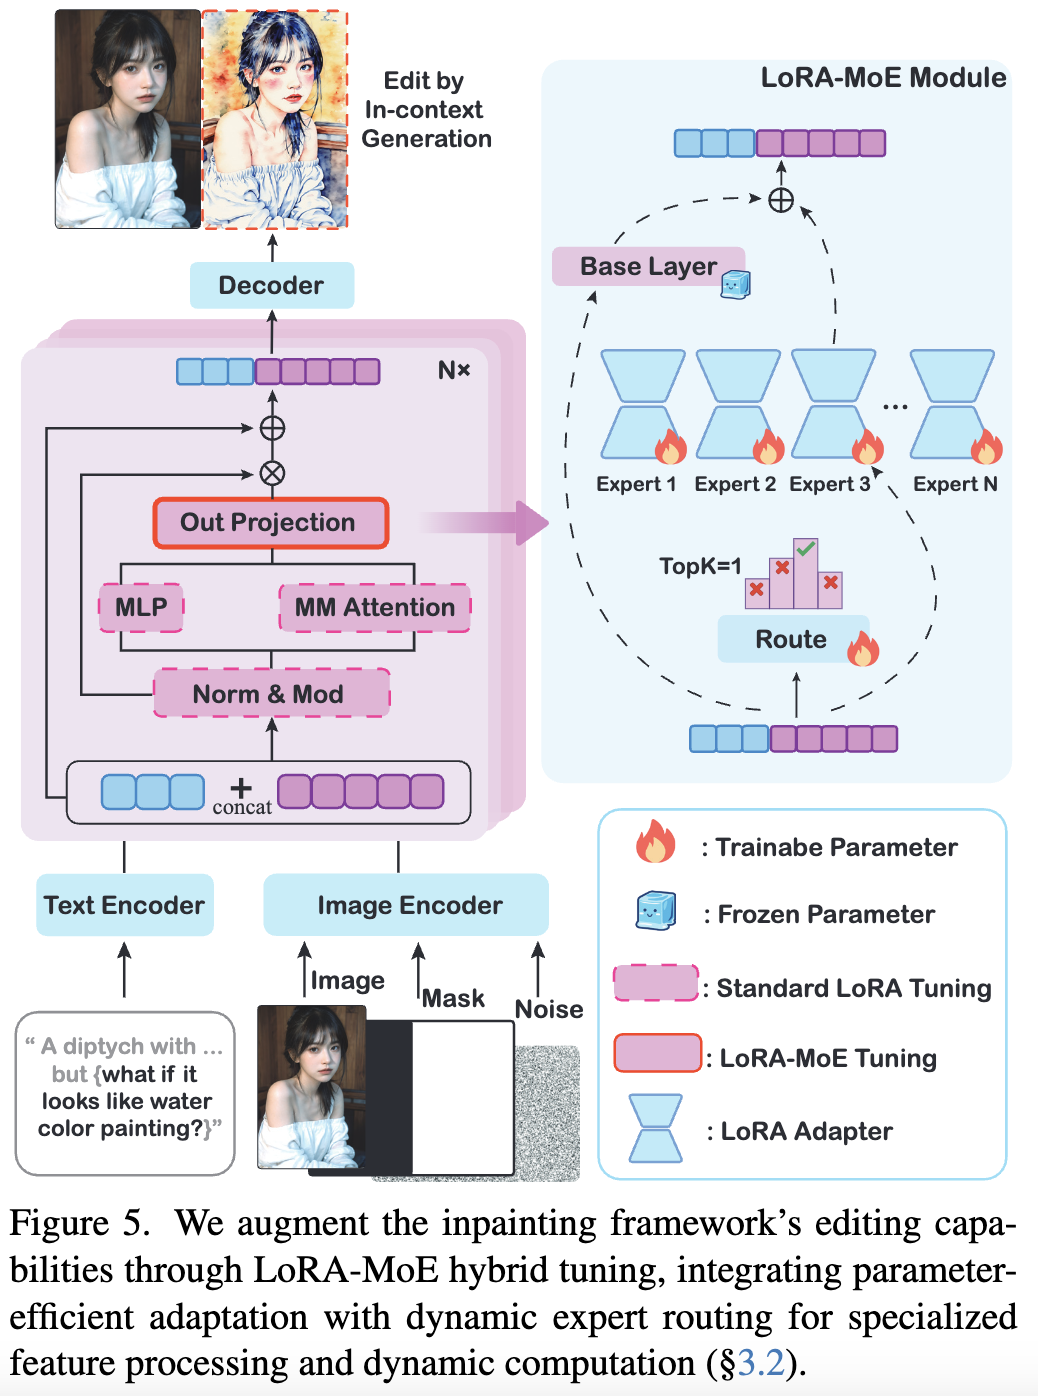 Edit by
In-context
Generation
Decoder
N×
Out Projection
MLP
MM Attention
Norm & Mod
+
concat
Text Encoder
Image Encoder
Image
Mask
Noise
“ A diptych with ...
but {what if it
looks like water
color painting?}”
LoRA-MoE Module
Base Layer
...
Expert 1 Expert 2 Expert 3 Expert N
TopK=1
Route
: Trainabe Parameter
: Frozen Parameter
: Standard LoRA Tuning
: LoRA-MoE Tuning
: LoRA Adapter
Figure 5. We augment the inpainting framework’s editing capa-
bilities through LoRA-MoE hybrid tuning, integrating parameter-
efficient adaptation with dynamic expert routing for specialized
feature processing and dynamic computation (§3.2).